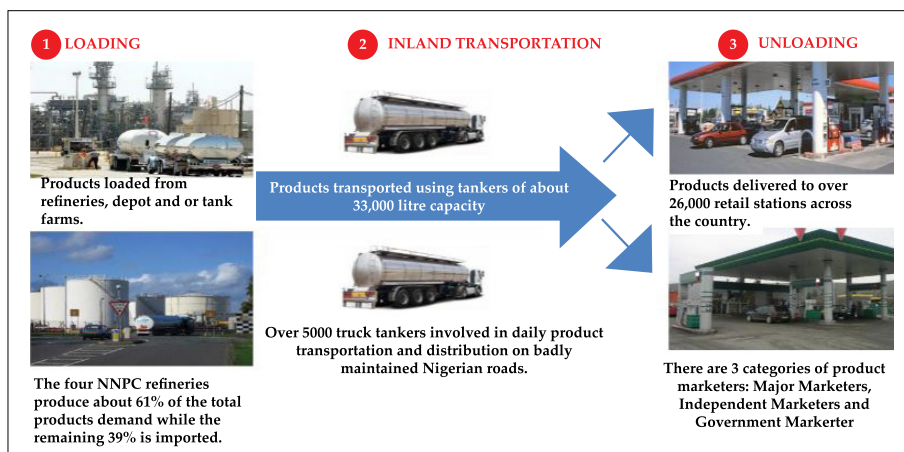 1 LOADING
Products loaded from
refineries, depot and or tank
farms.
The four NNPC refineries
produce about 61% of the total
products demand while the
remaining 39% is imported.
2 INLAND TRANSPORTATION
Products transported using tankers of about
33,000 litre capacity
Over 5000 truck tankers involved in daily product
transportation and distribution on badly
maintained Nigerian roads.
3 UNLOADING
Products delivered to over
26,000 retail stations across
the country.
There are 3 categories of product
marketers: Major Marketers,
Independent Marketers and
Government Markerter